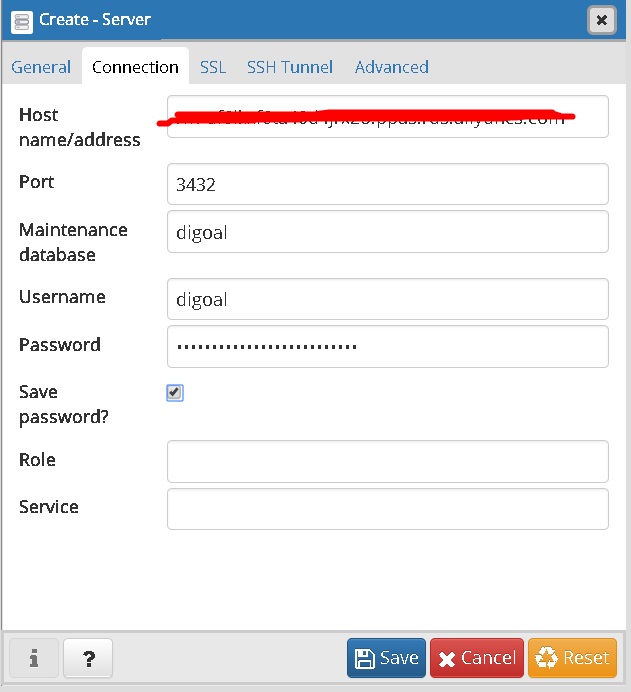 Create - Server
General Connection SSL SSH Tunnel Advanced
Host
name/address
Port 3432
Maintenance digoal
database
Username digoal
Password ••••••••••••••••••••••••••
Save
password?
Role
Service
i ? Save Cancel Reset